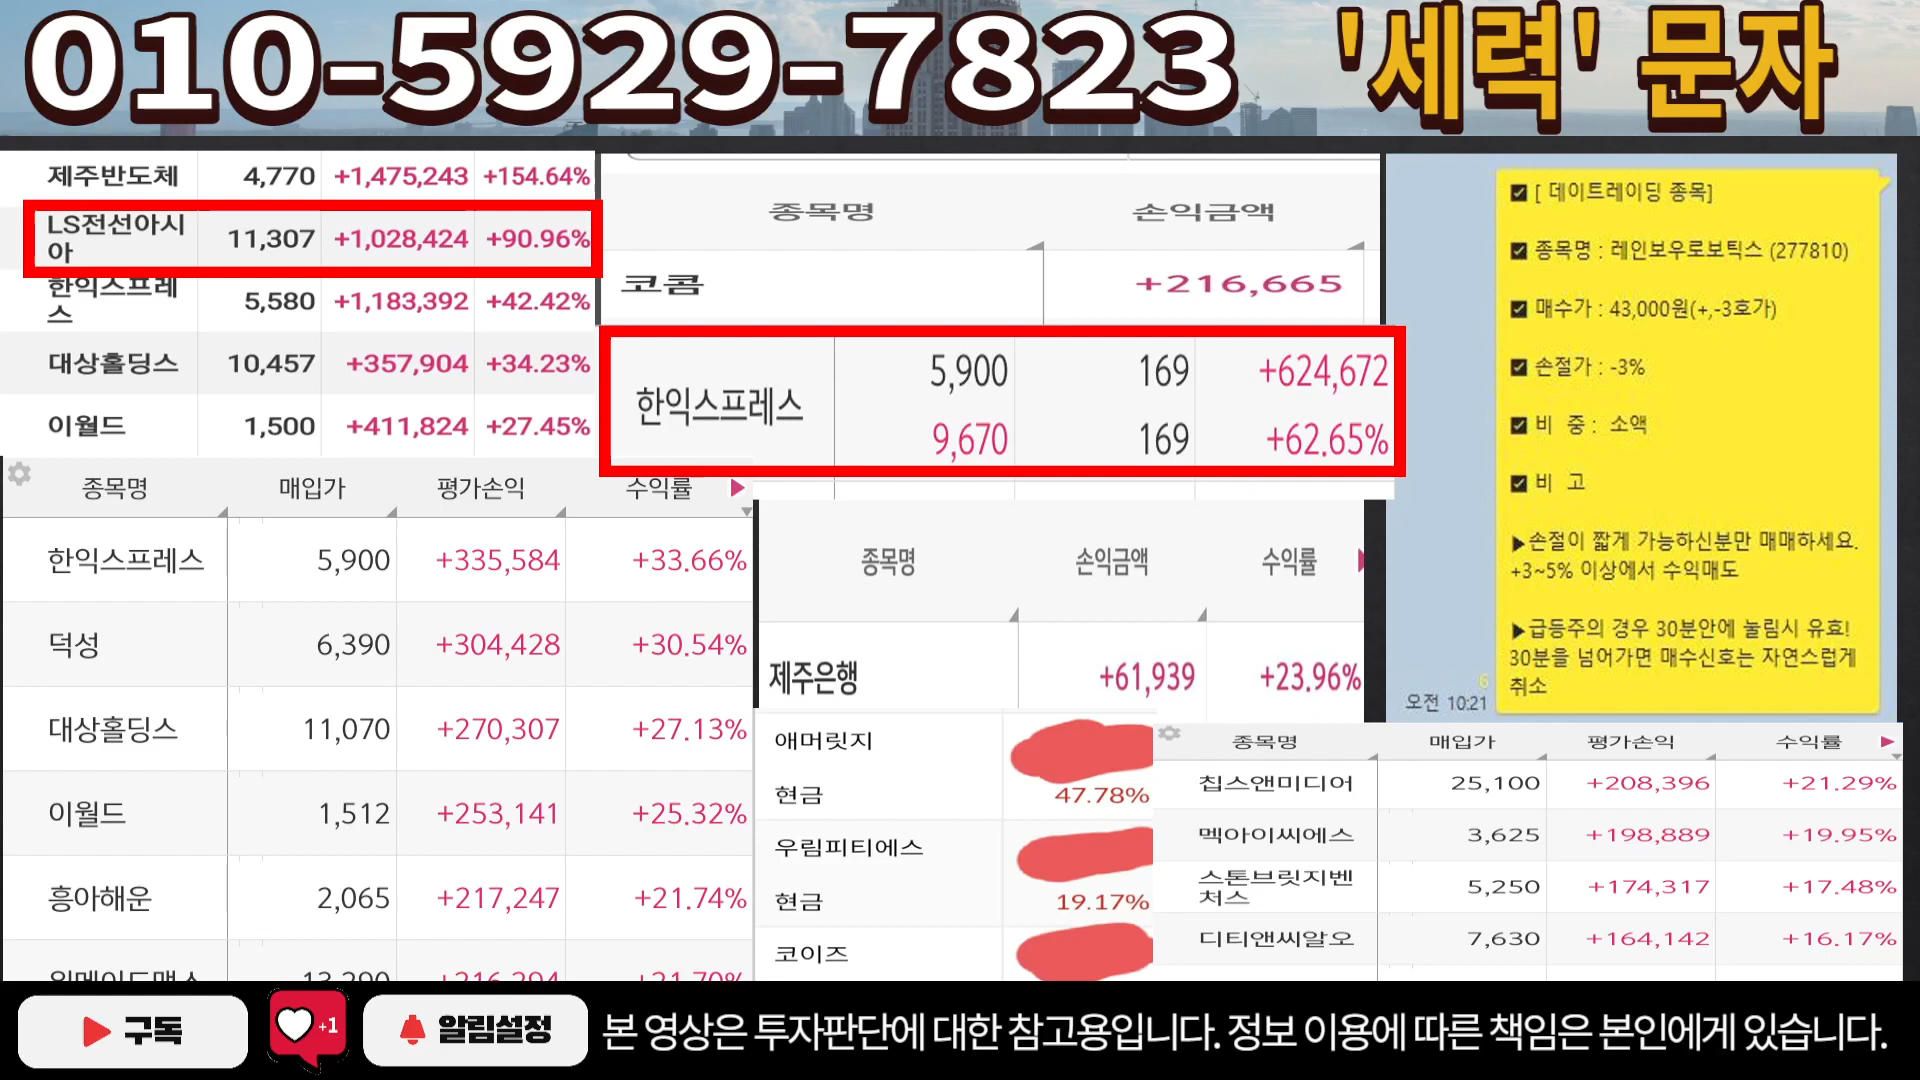 010-5929-7823 '세력' 문자
제주반도체 4,770 +1,475,243 +154.64%
LS전선아시아 11,307 +1,028,424 +90.96%
한익스프레스 5,580 +1,183,392 +42.42%
대상홀딩스 10,457 +357,904 +34.23%
이월드 1,500 +411,824 +27.45%
종목명 손익금액
코콤 +216,665
한익스프레스 5,900 169 +624,672
9,670 169 +62.65%
☑ [ 데이트레이딩 종목]
☑ 종목명 : 레인보우로보틱스 (277810)
☑ 매수가 : 43,000원(+,-3호가)
☑ 손절가 : -3%
☑ 비 중 : 소액
☑ 비 고
▶손절이 짧게 가능하신분만 매매하세요.
+3~5% 이상에서 수익매도
▶급등주의 경우 30분안에 눌림시 유효!
30분을 넘어가면 매수신호는 자연스럽게
취소
6
오전 10:21
종목명 매입가 평가손익 수익률
한익스프레스 5,900 +335,584 +33.66%
덕성 6,390 +304,428 +30.54%
대상홀딩스 11,070 +270,307 +27.13%
이월드 1,512 +253,141 +25.32%
흥아해운 2,065 +217,247 +21.74%
종목명 손익금액 수익률
제주은행 +61,939 +23.96%
애머릿지
현금 47.78%
우림피티에스
현금 19.17%
코이즈
종목명 매입가 평가손익 수익률
칩스앤미디어 25,100 +208,396 +21.29%
멕아이씨에스 3,625 +198,889 +19.95%
스톤브릿지벤처스 5,250 +174,317 +17.48%
디티앤씨알오 7,630 +164,142 +16.17%
구독 +1 알림설정 본 영상은 투자판단에 대한 참고용입니다. 정보 이용에 따른 책임은 본인에게 있습니다.